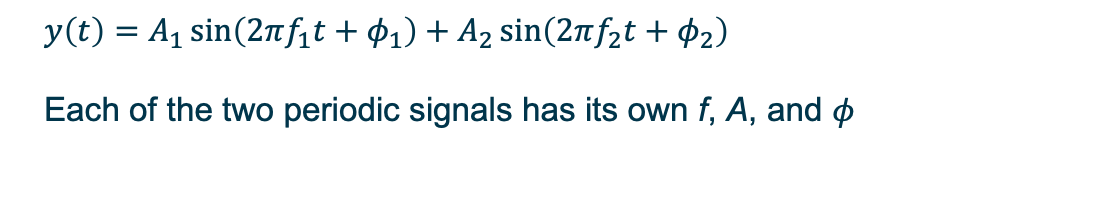 y(t) = A₁ sin(2πf₁t + ϕ₁) + A₂ sin(2πf₂t + ϕ₂)
Each of the two periodic signals has its own f, A, and ϕ